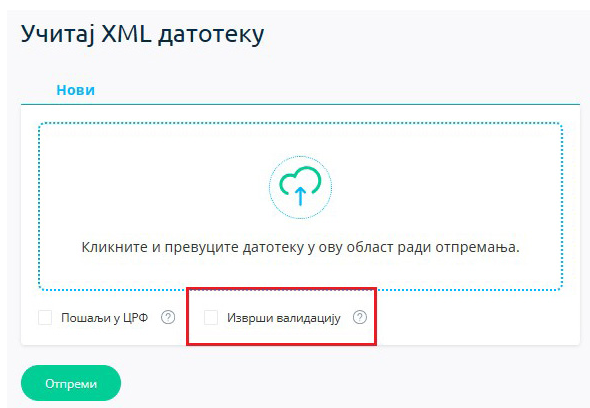 Учитај XML датотеку
Нови
Кликните и превуците датотеку у ову област ради отпремања.
Пошаљи у ЦРФ ? Изврши валидацију ?
Отпреми